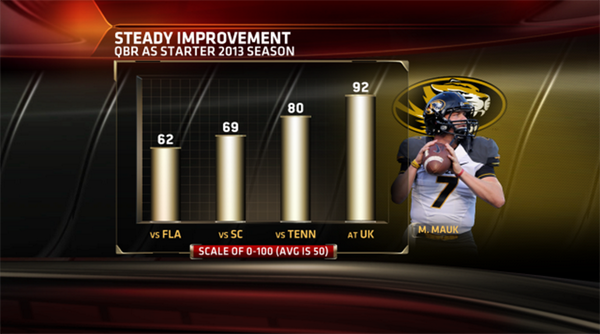 STEADY IMPROVEMENT
QBR AS STARTER 2013 SEASON
62
69
80
92
VS FLA
VS SC
VS TENN
AT UK
SCALE OF 0-100 (AVG IS 50)
7
M. MAUK